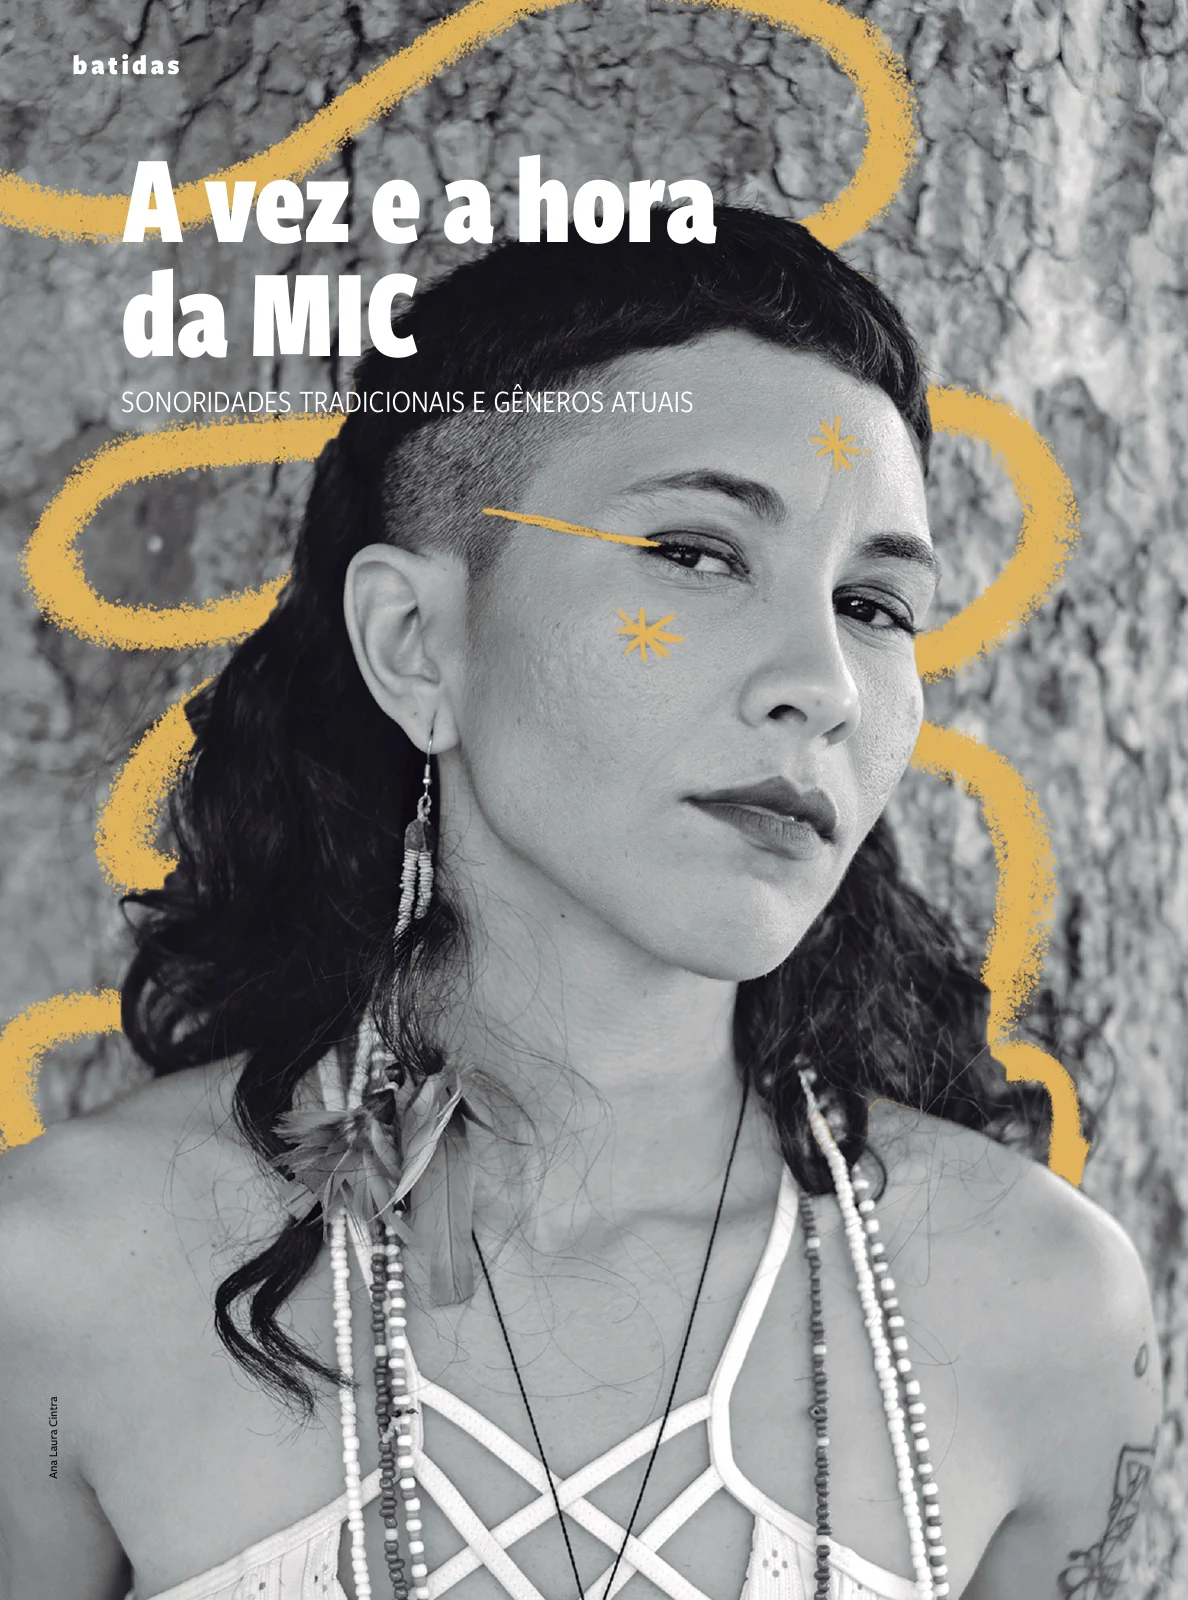 batidas
A vez e a hora
da MIC
SONORIDADES TRADICIONAIS E GÊNEROS ATUAIS
Ana Laura Cintra